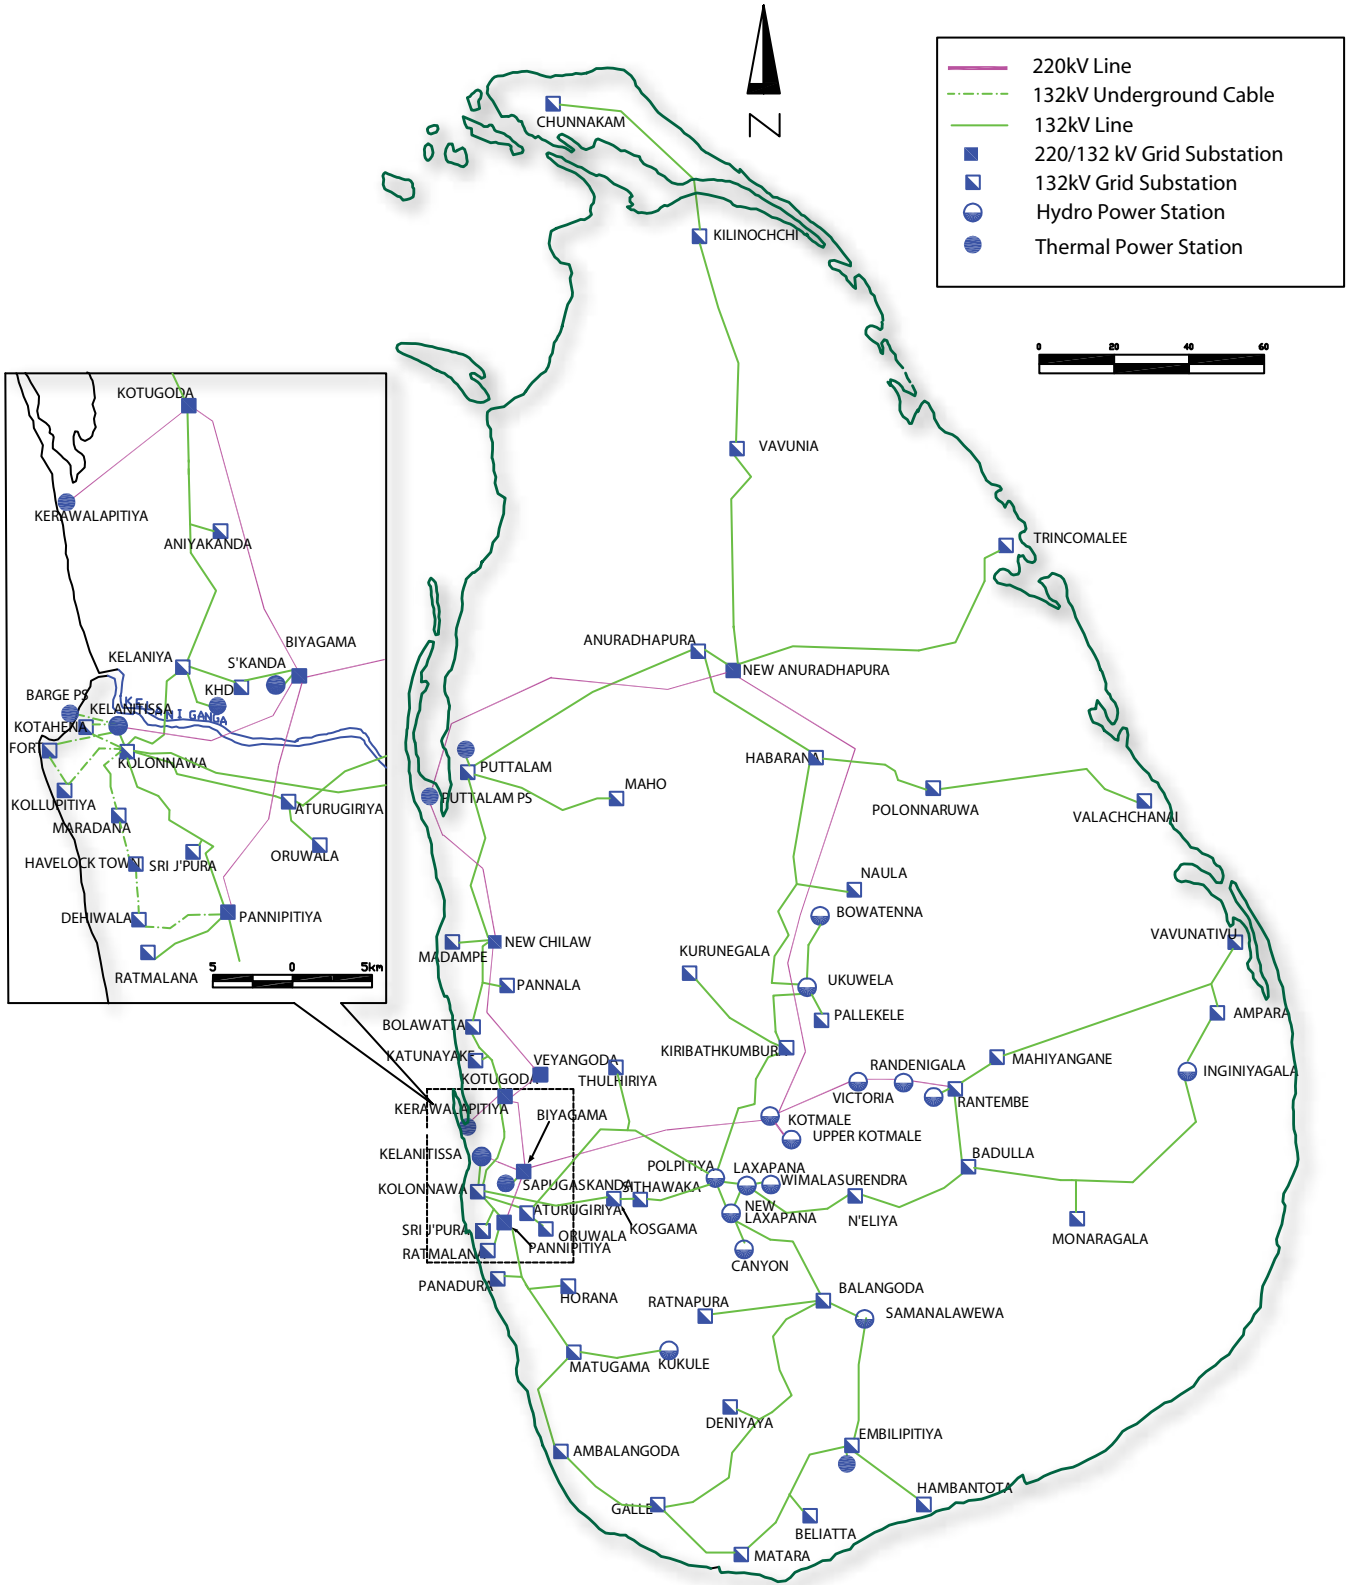 220kV Line
132kV Underground Cable
132kV Line
220/132 kV Grid Substation
132kV Grid Substation
Hydro Power Station
Thermal Power Station
N
0 20 40 60
CHUNNAKAM
KILINOCHCHI
VAVUNIA
TRINCOMALEE
ANURADHAPURA
NEW ANURADHAPURA
HABARANA
PUTTALAM
PUTTALAM PS
MAHO
POLONNARUWA
VALACHCHANAI
NAULA
BOWATENNA
VAVUNATIVU
NEW CHILAW
MADAMPE
KURUNEGALA
PANNALA
UKUWELA
PALLEKELE
AMPARA
BOLAWATTA
KIRIBATHKUMBUR
KATUNAYAKE
VEYANGODA
THULHIRIYA
KOTUGODA
MAHIYANGANE
RANDENIGALA
INGINIYAGALA
VICTORIA
RANTEMBE
KERAWALAPITIYA
BIYAGAMA
KOTMALE
UPPER KOTMALE
KELANITISSA
POLPITIYA
LAXAPANA
WIMALASURENDRA
BADULLA
SAPUGASKANDA
SITHAWAKA
KOLONNAWA
ATURUGIRIYA
KOSGAMA
NEW
LAXAPANA
N'ELIYA
SRI J'PURA
ORUWALA
MONARAGALA
RATMALANA
PANNIPITIYA
CANYON
PANADURA
HORANA
RATNAPURA
BALANGODA
SAMANALAWEWA
MATUGAMA
KUKULE
DENIYAYA
EMBILIPITIYA
AMBALANGODA
HAMBANTOTA
GALLE
BELIATTA
MATARA
KOTUGODA
KERAWALAPITIYA
ANIYAKANDA
BIYAGAMA
KELANIYA
S'KANDA
KHD
BARGE PS
KELANITISSA
KELANI GANGA
KOTAHENA
FORT
KOLONNAWA
KOLLUPITIYA
ATURUGIRIYA
MARADANA
ORUWALA
HAVELOCK TOWN
SRI J'PURA
DEHIWALA
PANNIPITIYA
RATMALANA
5 0 5km